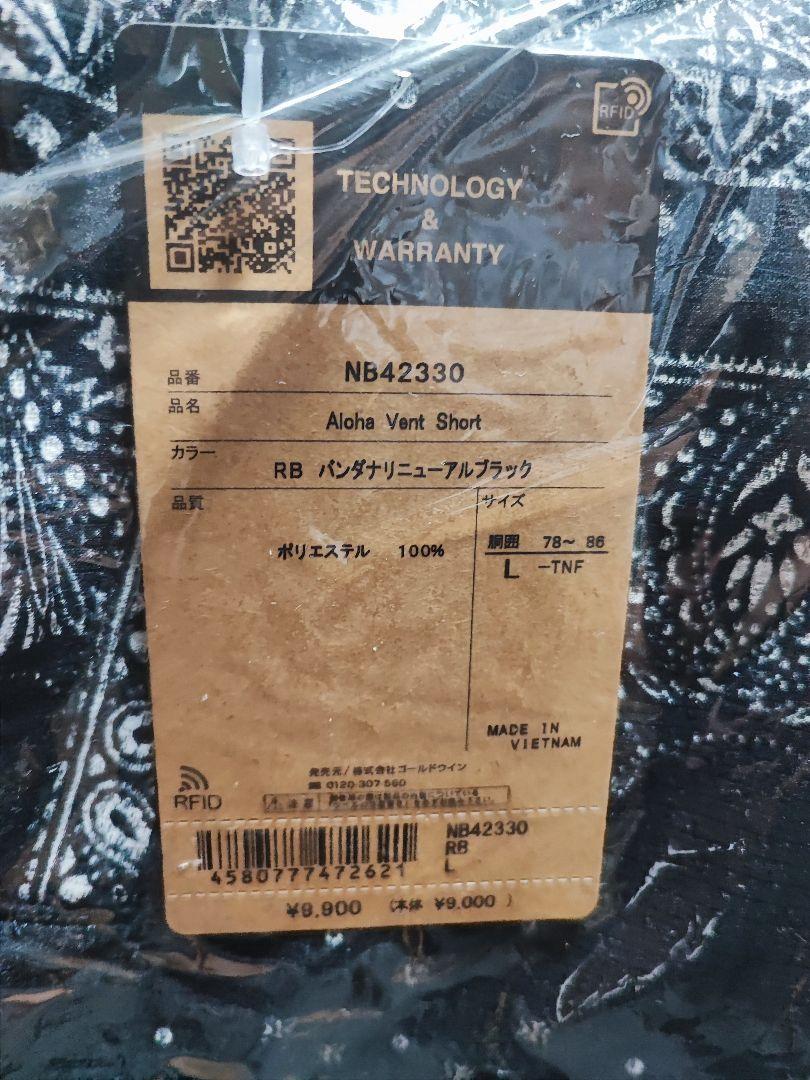 RFID
TECHNOLOGY
&
WARRANTY
品番 NB42330
品名
Aloha Vent Short
カラー
RB バンダナリニューアルブラック
品質
サイズ
ポリエステル 100%
胴囲 78~ 86
L -TNF
MADE IN
VIETNAM
発売元/株式会社ゴールドウイン
0120-307-560
RFID
注意
NB42330
RB
L
4580777472621
¥9,900 (本体 ¥9,000 )